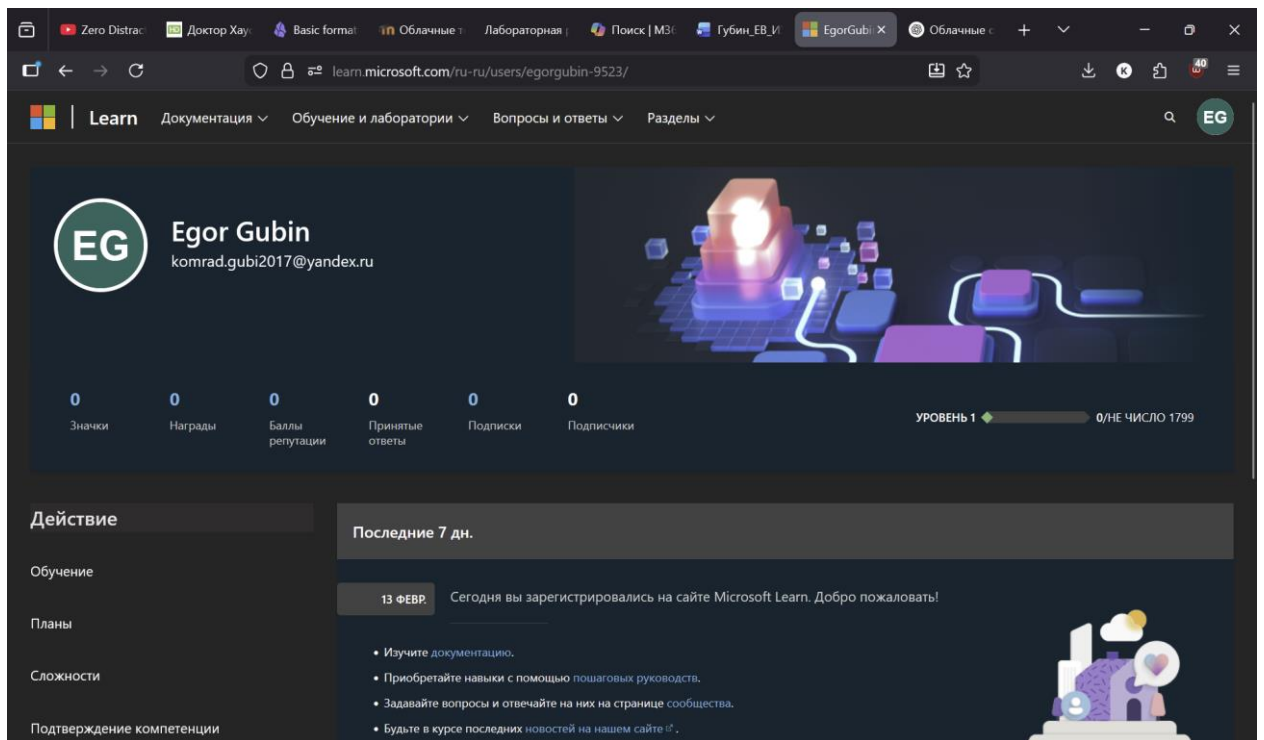 Zero Distrac
Доктор Хау
Basic format
Облачные т
Лабораторная р
Поиск | M36
Губин_ЕВ_И
EgorGubi
Облачные с
learn.microsoft.com/ru-ru/users/egorgubin-9523/
40
K
Learn Документация Обучение и лаборатории Вопросы и ответы Разделы
EG
EG
Egor Gubin
komrad.gubi2017@yandex.ru
0 0 0 0 0 0
Значки Награды Баллы репутации Принятые ответы Подписки Подписчики
УРОВЕНЬ 1 0/НЕ ЧИСЛО 1799
Действие
Обучение
Планы
Сложности
Подтверждение компетенции
Последние 7 дн.
13 ФЕВР. Сегодня вы зарегистрировались на сайте Microsoft Learn. Добро пожаловать!
• Изучите документацию.
• Приобретайте навыки с помощью пошаговых руководств.
• Задавайте вопросы и отвечайте на них на странице сообщества.
• Будьте в курсе последних новостей на нашем сайте.